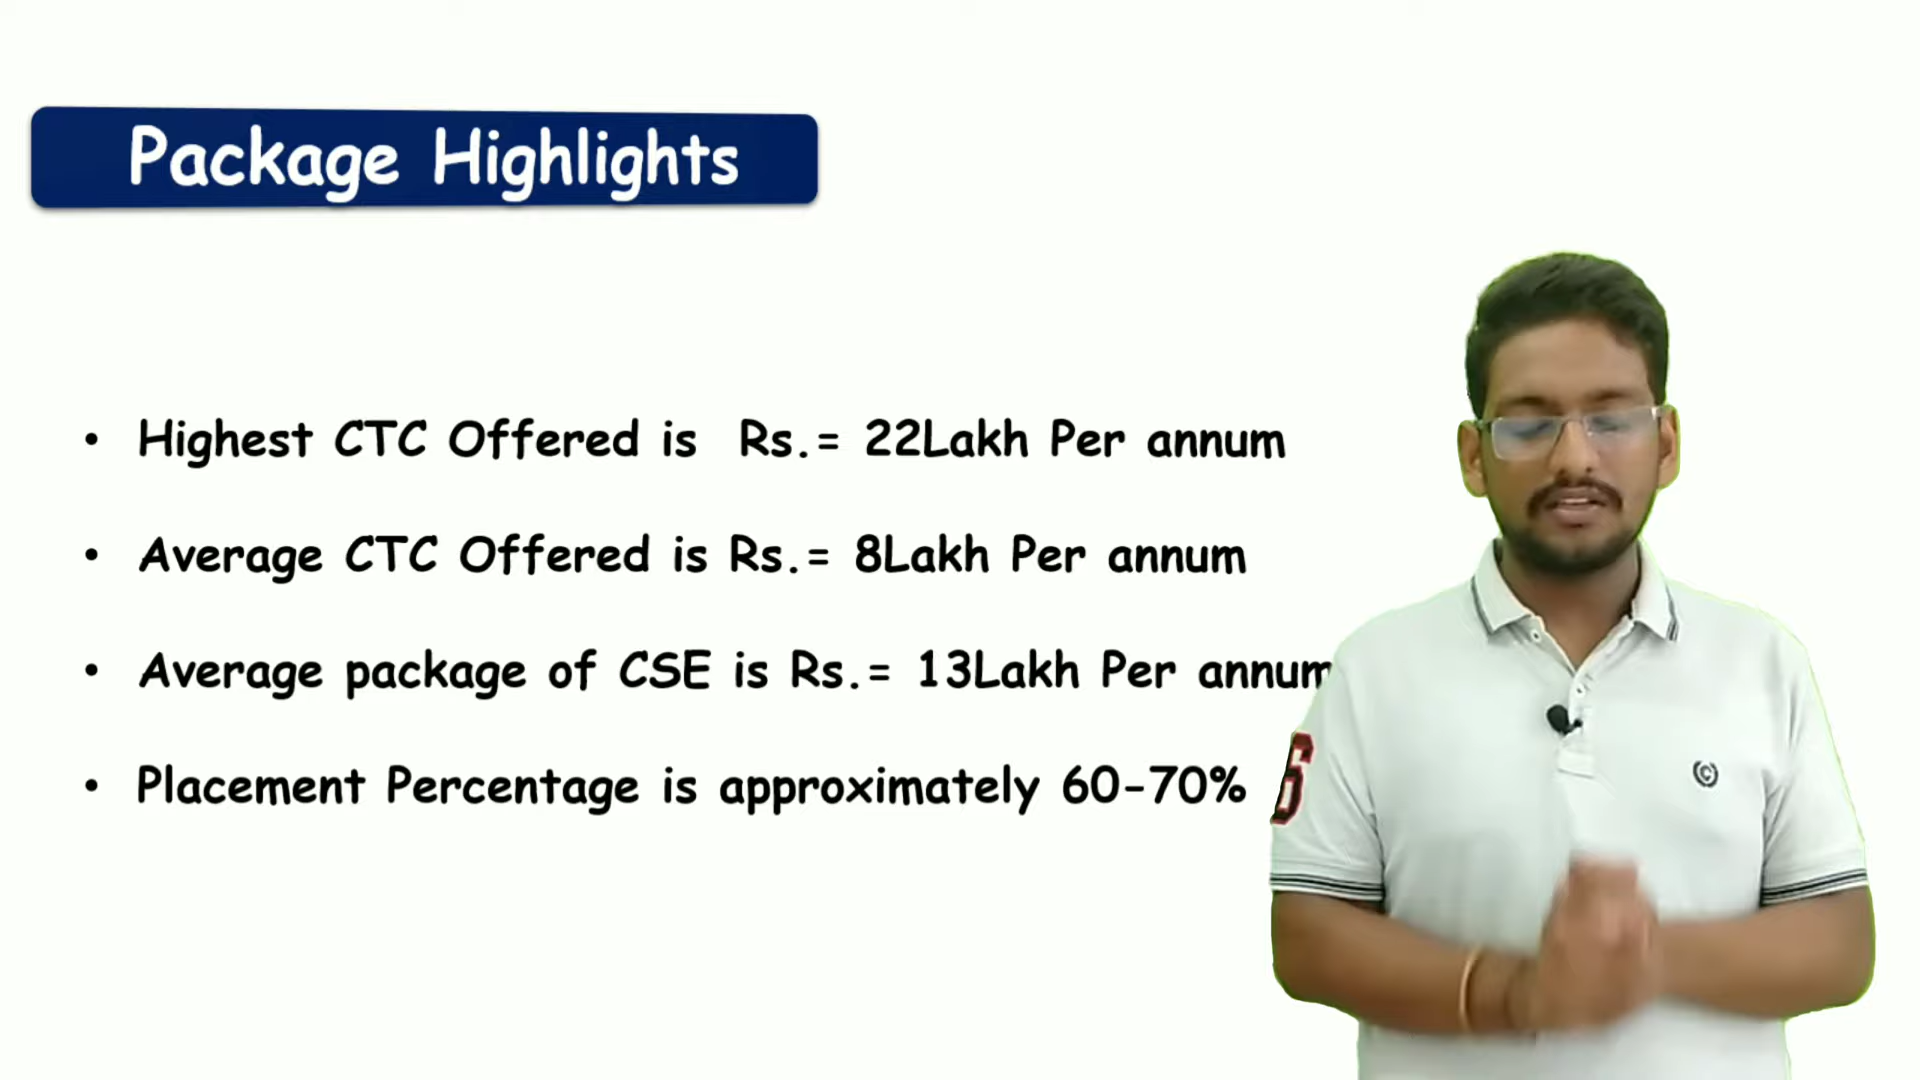 Package Highlights
• Highest CTC Offered is Rs.= 22Lakh Per annum
• Average CTC Offered is Rs.= 8Lakh Per annum
• Average package of CSE is Rs.= 13Lakh Per annum
• Placement Percentage is approximately 60-70%
6